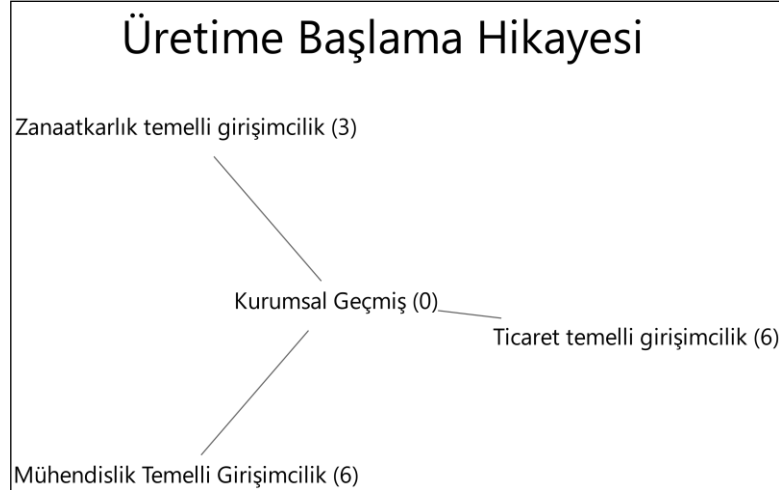 Üretime Başlama Hikayesi
Zanaatkarlık temelli girişimcilik (3)
Kurumsal Geçmiş (0)
Ticaret temelli girişimcilik (6)
Mühendislik Temelli Girişimcilik (6)